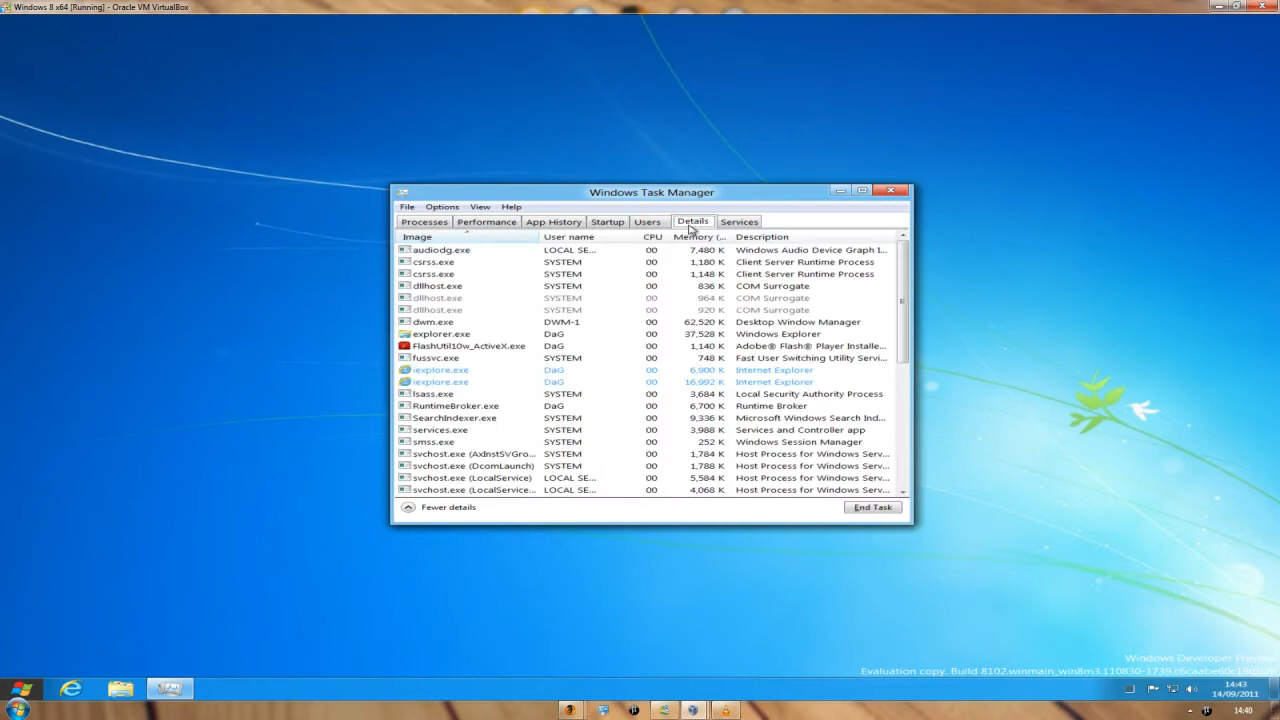 Windows 8 x64 [Running] - Oracle VM VirtualBox
Windows Task Manager
File Options View Help
Processes Performance App History Startup Users Details Services
Image User name CPU Memory (... Description
audiodg.exe LOCAL SE... 00 7,480 K Windows Audio Device Graph I...
csrss.exe SYSTEM 00 1,180 K Client Server Runtime Process
csrss.exe SYSTEM 00 1,148 K Client Server Runtime Process
dllhost.exe SYSTEM 00 836 K COM Surrogate
dllhost.exe SYSTEM 00 964 K COM Surrogate
dllhost.exe SYSTEM 00 920 K COM Surrogate
dwm.exe DWM-1 00 62,520 K Desktop Window Manager
explorer.exe DaG 00 37,528 K Windows Explorer
FlashUtil10w_ActiveX.exe DaG 00 1,140 K Adobe® Flash® Player Installe...
fussvc.exe SYSTEM 00 748 K Fast User Switching Utility Servi...
iexplore.exe DaG 00 6,900 K Internet Explorer
iexplore.exe DaG 00 16,992 K Internet Explorer
lsass.exe SYSTEM 00 3,684 K Local Security Authority Process
RuntimeBroker.exe DaG 00 6,700 K Runtime Broker
SearchIndexer.exe SYSTEM 00 9,336 K Microsoft Windows Search Ind...
services.exe SYSTEM 00 3,988 K Services and Controller app
smss.exe SYSTEM 00 252 K Windows Session Manager
svchost.exe (AxInstSVGro... SYSTEM 00 1,784 K Host Process for Windows Serv...
svchost.exe (DcomLaunch) SYSTEM 00 1,788 K Host Process for Windows Serv...
svchost.exe (LocalService) LOCAL SE... 00 5,584 K Host Process for Windows Serv...
svchost.exe (LocalService... LOCAL SE... 00 4,068 K Host Process for Windows Serv...
Fewer details End Task
Windows Developer Preview
Evaluation copy. Build 8102.winmain_win8m3.110830-1739.
14:43
14/09/2011
14:40